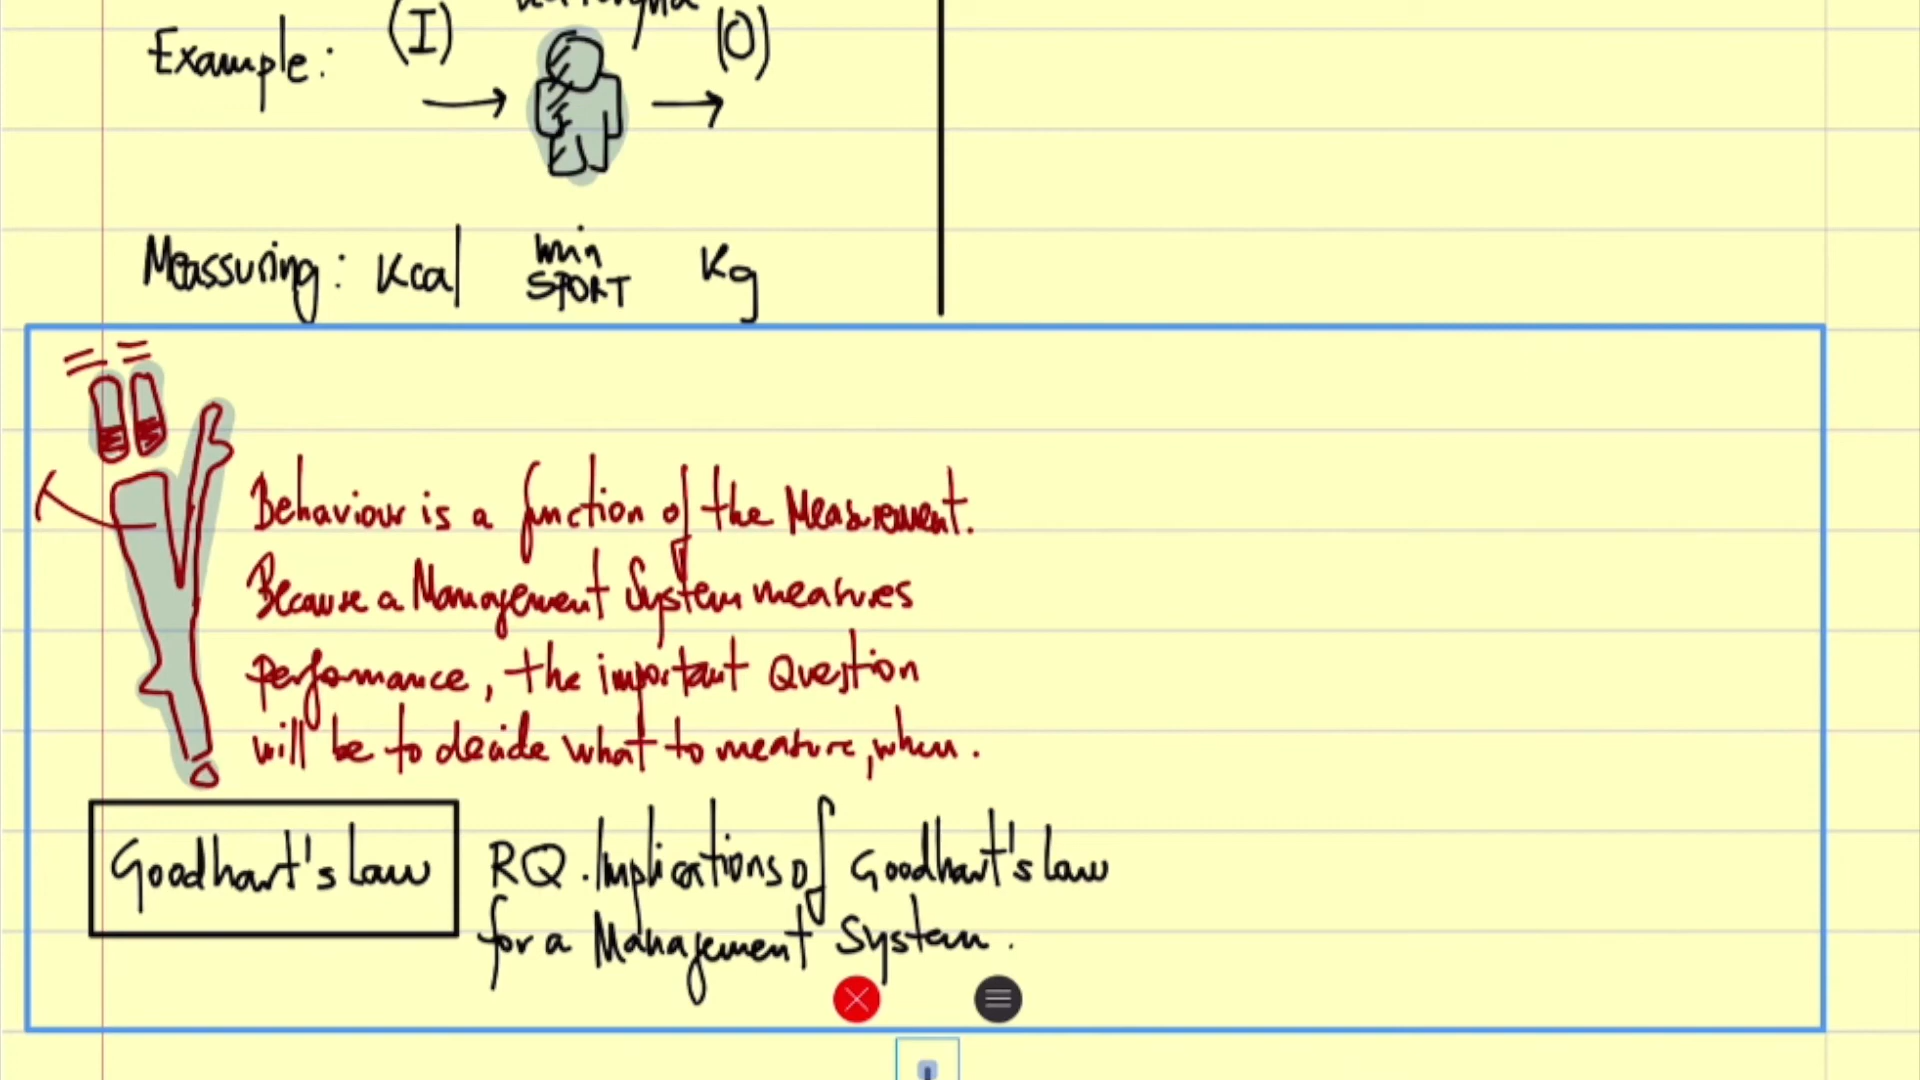 Example: (I) (O)
Meassuring: Kcal min SPORT Kg
Behaviour is a function of the Measurement.
Because a Management System measures
performance, the important Question
will be to decide what to measure, when.
Goodhart's law RQ. Implications of Goodhart's law
for a Management System.